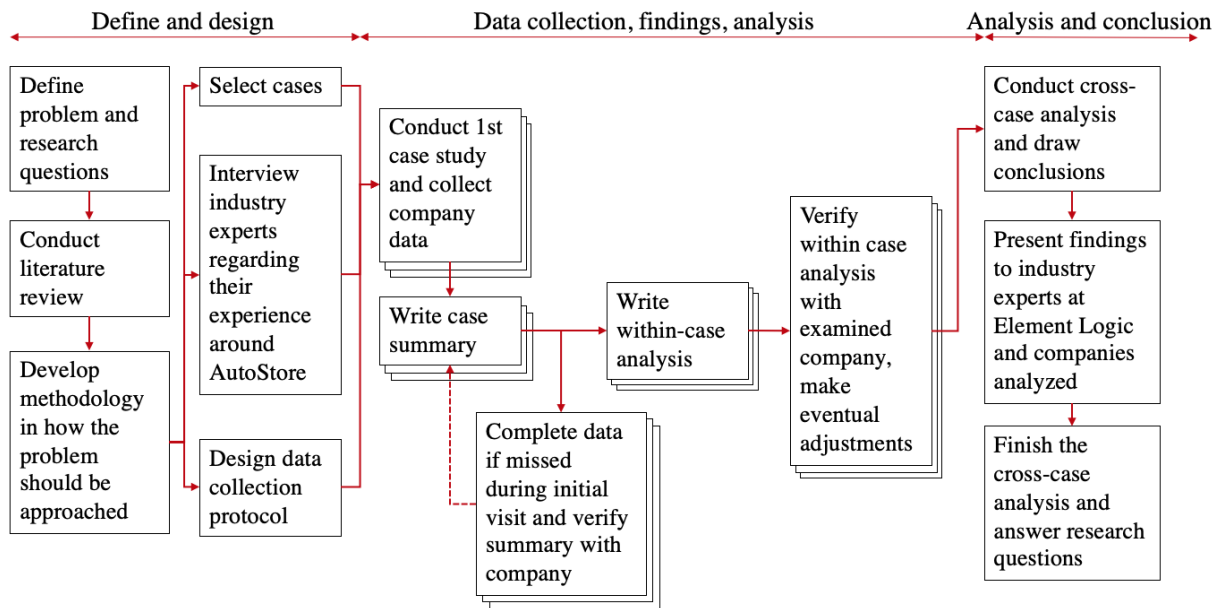 Define and design
Data collection, findings, analysis
Analysis and conclusion
Define
problem and
research
questions
Conduct
literature
review
Develop
methodology
in how the
problem
should be
approached
Select cases
Interview
industry
experts
regarding
their
experience
around
AutoStore
Design data
collection
protocol
Conduct 1st
case study
and collect
company
data
Write case
summary
Complete data
if missed
during initial
visit and verify
summary with
company
Write
within-case
analysis
Verify
within case
analysis
with
examined
company,
make
eventual
adjustments
Conduct cross-
case analysis
and draw
conclusions
Present findings
to industry
experts at
Element Logic
and companies
analyzed
Finish the
cross-case
analysis and
answer research
questions